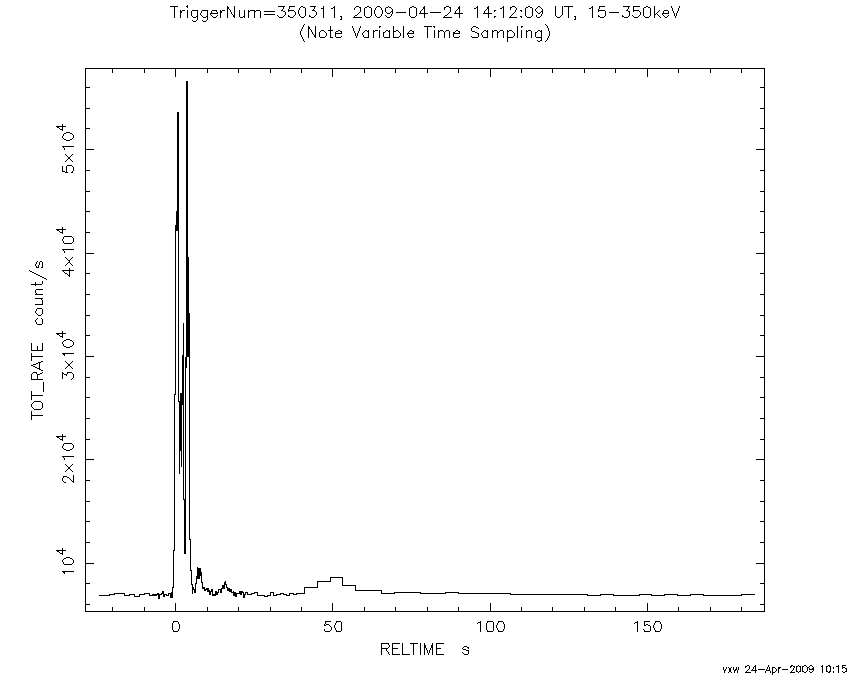 TriggerNum=350311, 2009-04-24 14:12:09 UT, 15-350keV
(Note Variable Time Sampling)
TOT_RATE count/s
5×10⁴
4×10⁴
3×10⁴
2×10⁴
10⁴
0 50 100 150
RELTIME s
vxw 24-Apr-2009 10:15